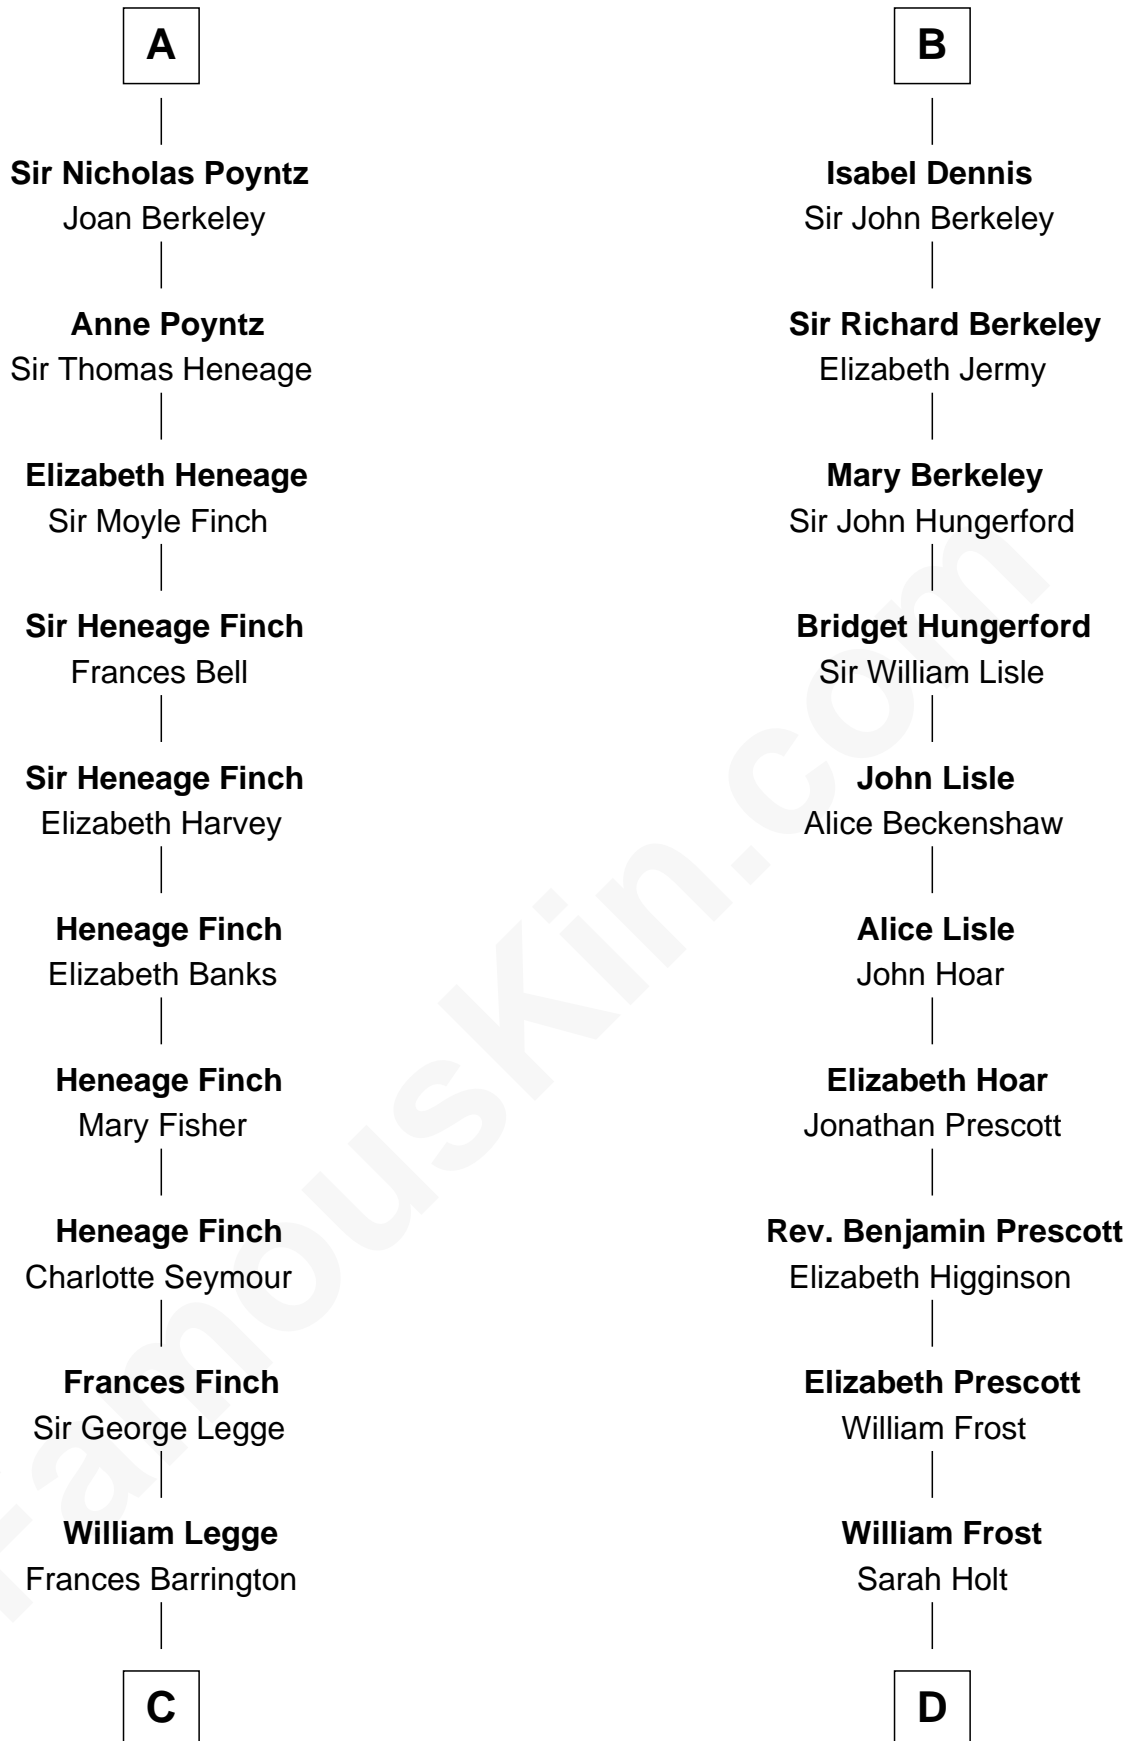 A
Sir Nicholas Poyntz
Joan Berkeley
Anne Poyntz
Sir Thomas Heneage
Elizabeth Heneage
Sir Moyle Finch
Sir Heneage Finch
Frances Bell
Sir Heneage Finch
Elizabeth Harvey
Heneage Finch
Elizabeth Banks
Heneage Finch
Mary Fisher
Heneage Finch
Charlotte Seymour
Frances Finch
Sir George Legge
William Legge
Frances Barrington
C
B
Isabel Dennis
Sir John Berkeley
Sir Richard Berkeley
Elizabeth Jermy
Mary Berkeley
Sir John Hungerford
Bridget Hungerford
Sir William Lisle
John Lisle
Alice Beckenshaw
Alice Lisle
John Hoar
Elizabeth Hoar
Jonathan Prescott
Rev. Benjamin Prescott
Elizabeth Higginson
Elizabeth Prescott
William Frost
William Frost
Sarah Holt
D
FamousKin.com